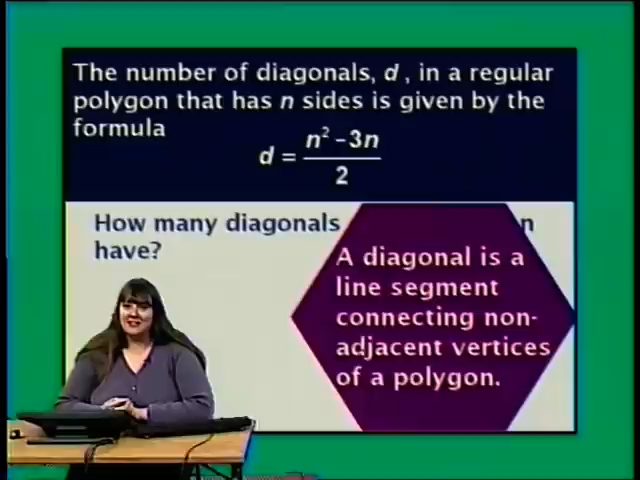 The number of diagonals, d, in a regular
polygon that has n sides is given by the
formula
d = n² - 3n / 2
How many diagonals n
have?
A diagonal is a
line segment
connecting non-
adjacent vertices
of a polygon.